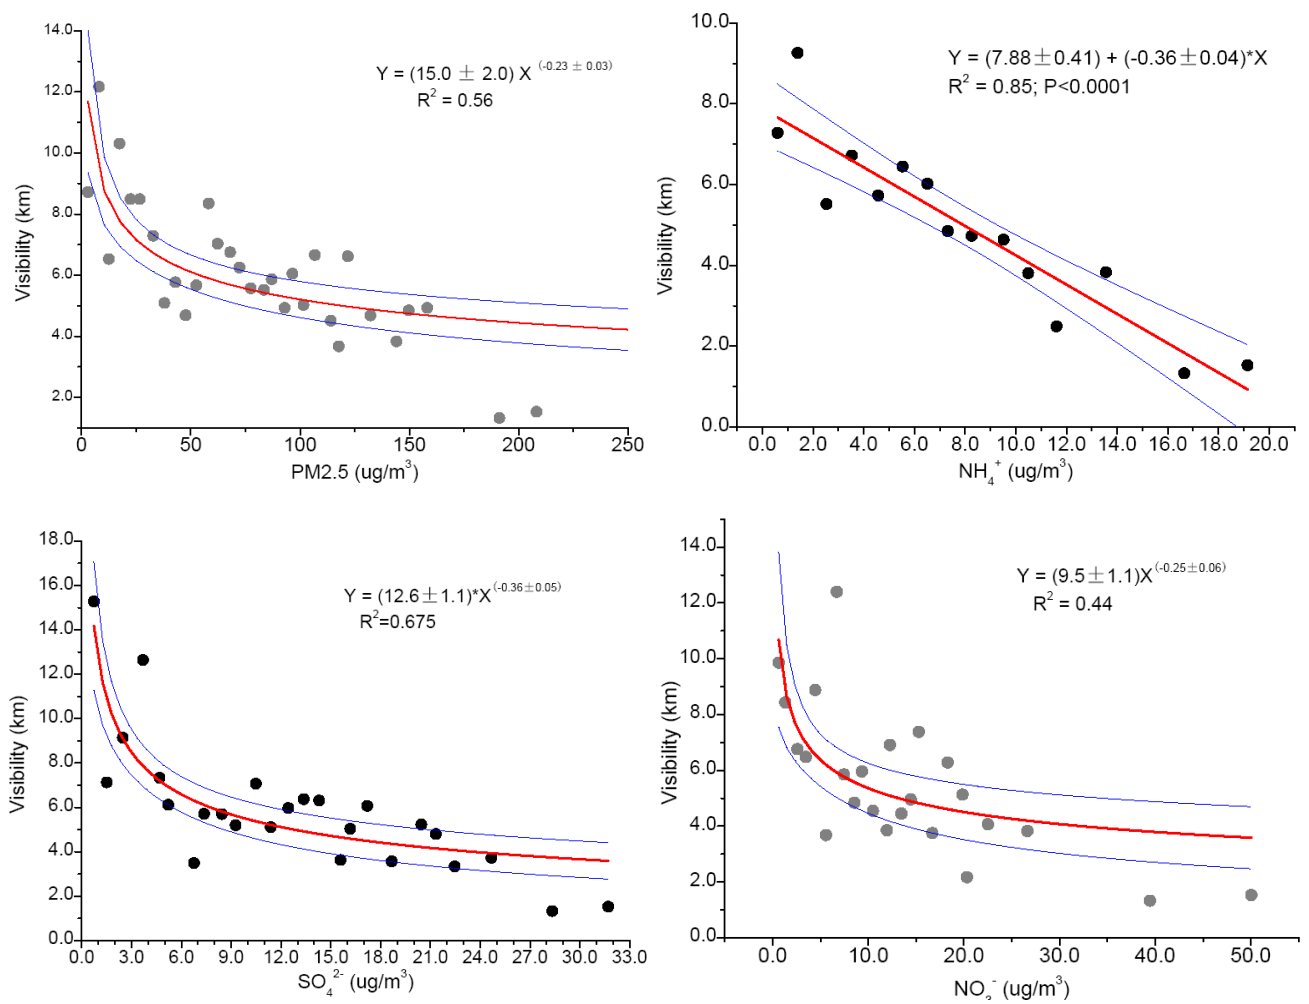 14.0
12.0
10.0
8.0
6.0
4.0
2.0
Visibility (km)
Y = (15.0 ± 2.0) X (-0.23 ± 0.03)
R² = 0.56
0 50 100 150 200 250
PM2.5 (ug/m³)
10.0
8.0
6.0
4.0
2.0
0.0
Visibility (km)
Y = (7.88±0.41) + (-0.36±0.04)*X
R² = 0.85; P<0.0001
0.0 2.0 4.0 6.0 8.0 10.0 12.0 14.0 16.0 18.0 20.0
NH₄⁺ (ug/m³)
18.0
16.0
14.0
12.0
10.0
8.0
6.0
4.0
2.0
0.0
Visibility (km)
Y = (12.6±1.1)*X (-0.36±0.05)
R²=0.675
0.0 3.0 6.0 9.0 12.0 15.0 18.0 21.0 24.0 27.0 30.0 33.0
SO₄²⁻ (ug/m³)
14.0
12.0
10.0
8.0
6.0
4.0
2.0
0.0
Visibility (km)
Y = (9.5±1.1)X (-0.25±0.06)
R² = 0.44
0.0 10.0 20.0 30.0 40.0 50.0
NO₃⁻ (ug/m³)